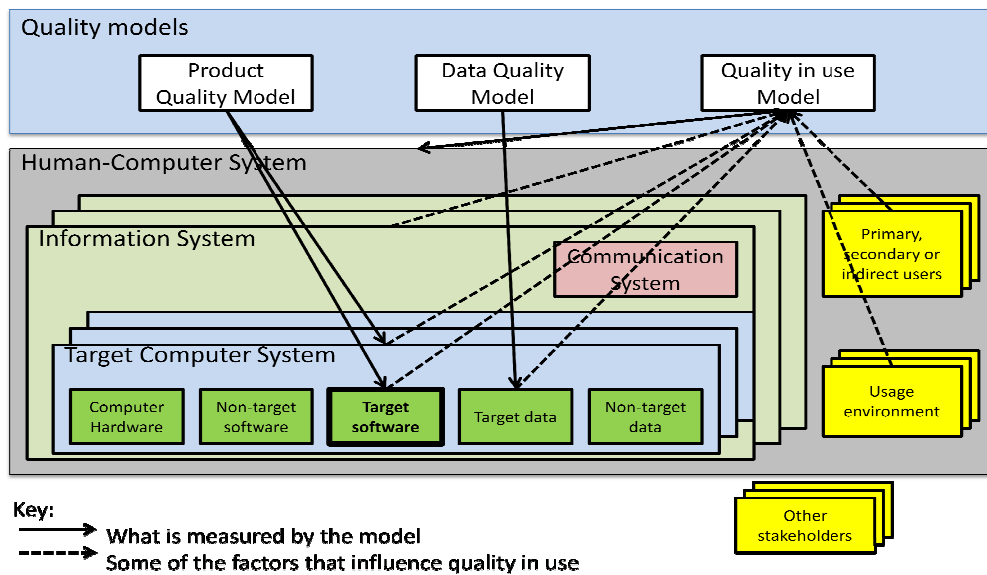 Quality models
Product
Quality Model
Data Quality
Model
Quality in use
Model
Human-Computer System
Information System
Communication
System
Primary,
secondary or
indirect users
Target Computer System
Computer
Hardware
Non-target
software
Target
software
Target data
Non-target
data
Usage
environment
Other
stakeholders
Key:
What is measured by the model
Some of the factors that influence quality in use